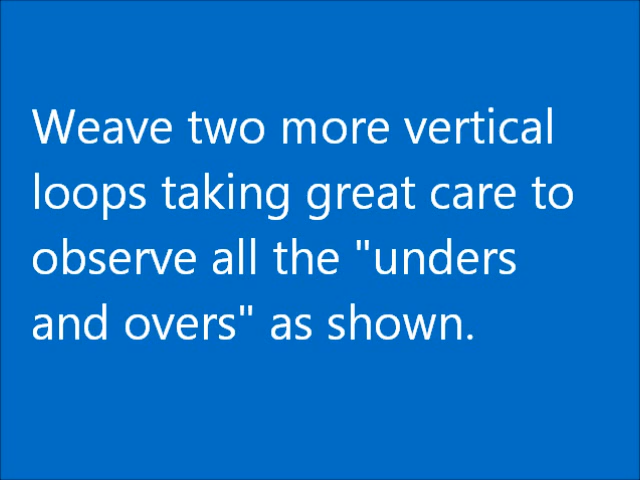 Weave two more vertical
loops taking great care to
observe all the "unders
and overs" as shown.